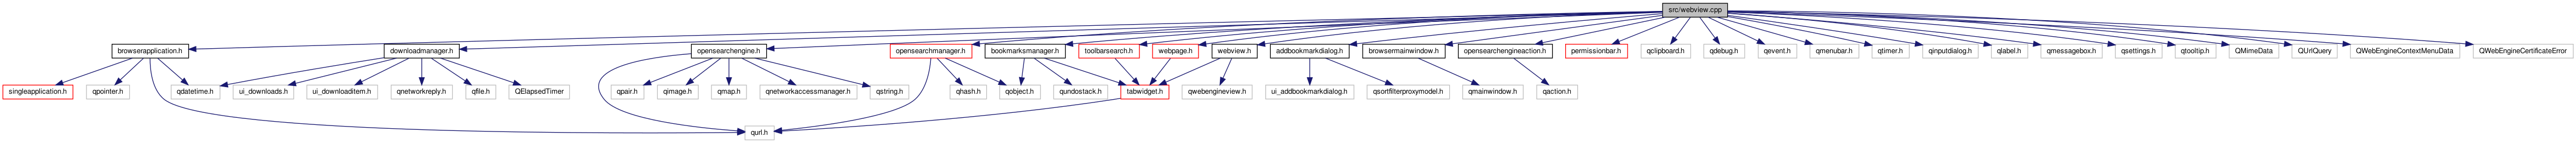 src/webview.cpp
browserapplication.h
downloadmanager.h
opensearchengine.h
opensearchmanager.h
bookmarksmanager.h
toolbarsearch.h
webpage.h
webview.h
addbookmarkdialog.h
browsermainwindow.h
opensearchengineaction.h
permissionbar.h
qclipboard.h
qdebug.h
qevent.h
qmenubar.h
qtimer.h
qinputdialog.h
qlabel.h
qmessagebox.h
qsettings.h
qtooltip.h
QMimeData
QUrlQuery
QWebEngineContextMenuData
QWebEngineCertificateError
singleapplication.h
qpointer.h
qdatetime.h
ui_downloads.h
ui_downloaditem.h
qnetworkreply.h
qfile.h
QElapsedTimer
qpair.h
qimage.h
qmap.h
qnetworkaccessmanager.h
qstring.h
qhash.h
qobject.h
qundostack.h
tabwidget.h
qwebengineview.h
ui_addbookmarkdialog.h
qsortfilterproxymodel.h
qmainwindow.h
qaction.h
qurl.h